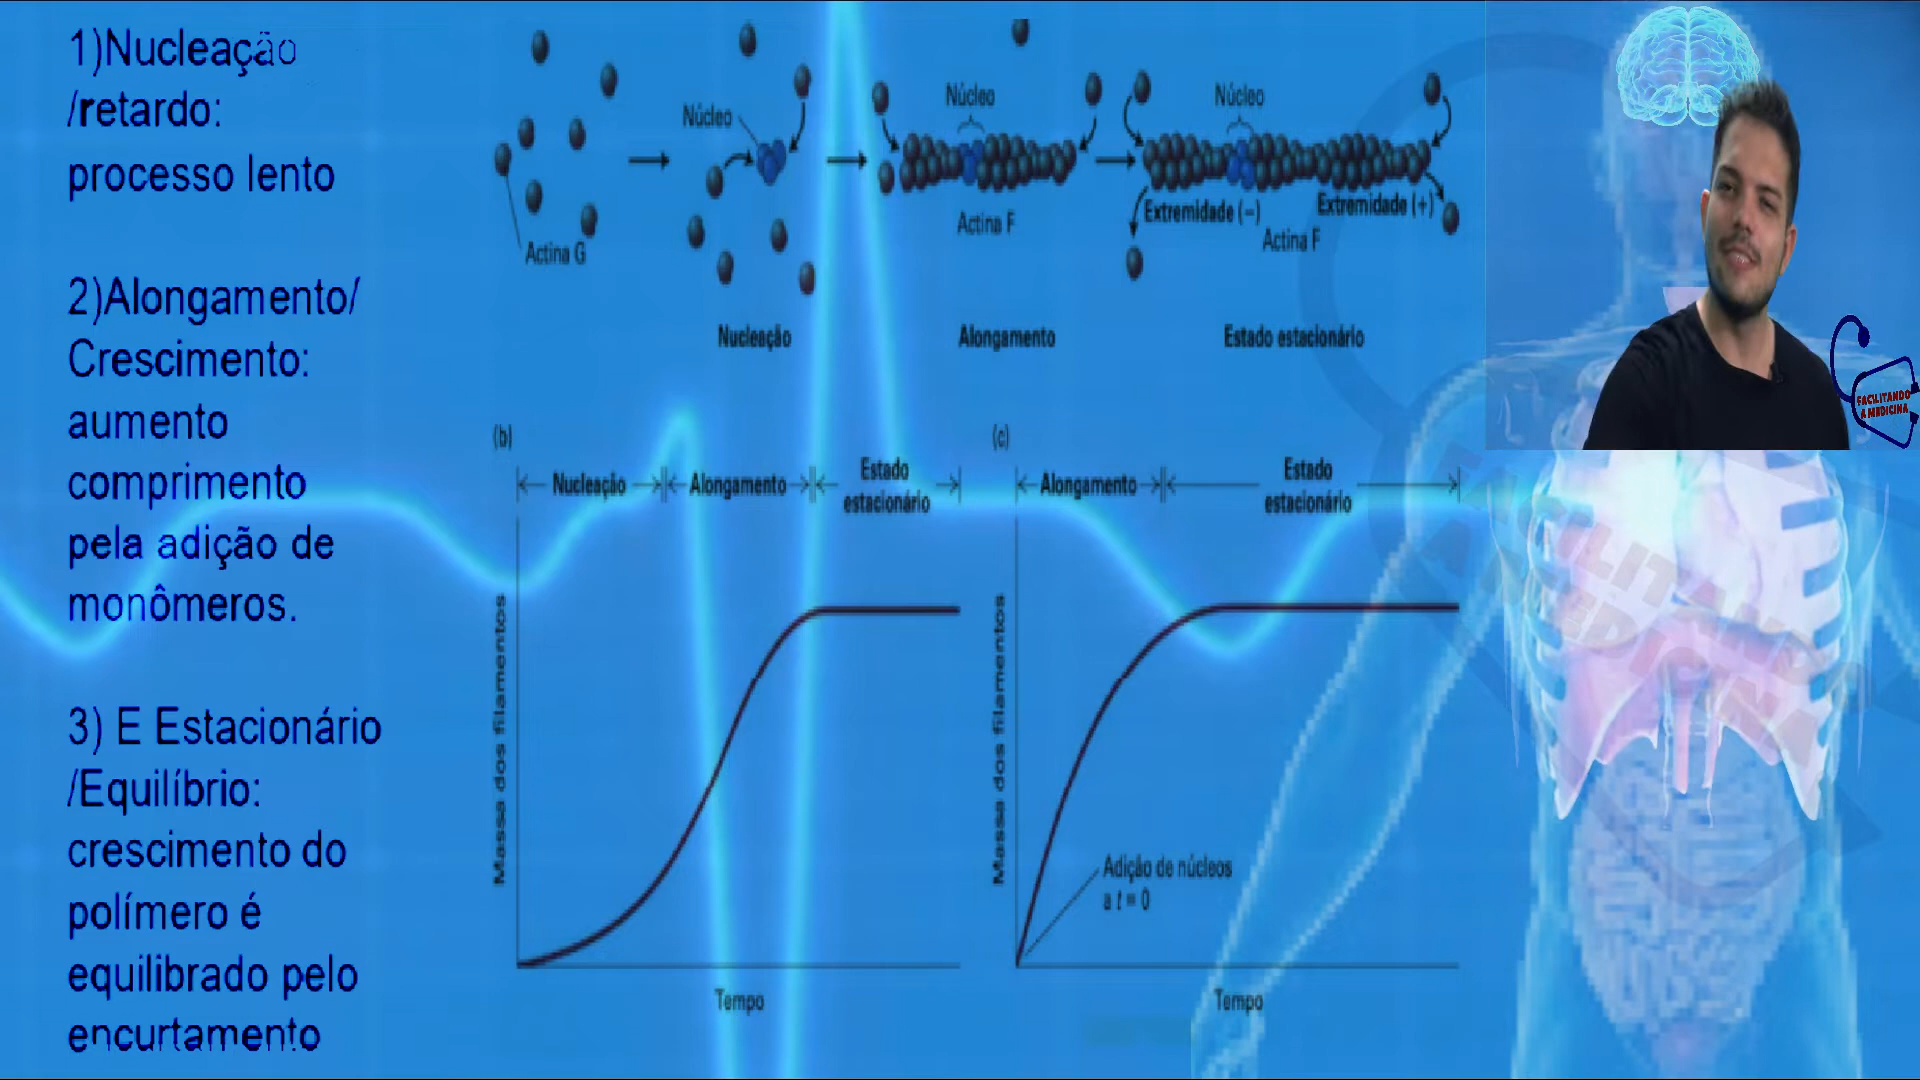 1)Nucleação
/retardo:
processo lento
2)Alongamento/
Crescimento:
aumento
comprimento
pela adição de
monômeros.
3) E Estacionário
/Equilíbrio:
crescimento do
polímero é
equilibrado pelo
encurtamento
Núcleo
Núcleo
Núcleo
Actina G
Actina F
Extremidade (−)
Extremidade (+)
Actina F
Nucleação
Alongamento
Estado estacionário
(b)
Nucleação
Alongamento
Estado
estacionário
Massa dos filamentos
Tempo
(c)
Alongamento
Estado
estacionário
Massa dos filamentos
Adição de núcleos
a t = 0
Tempo
FACILITANDO
A MEDICINA
FACILITANDO
A MEDICINA